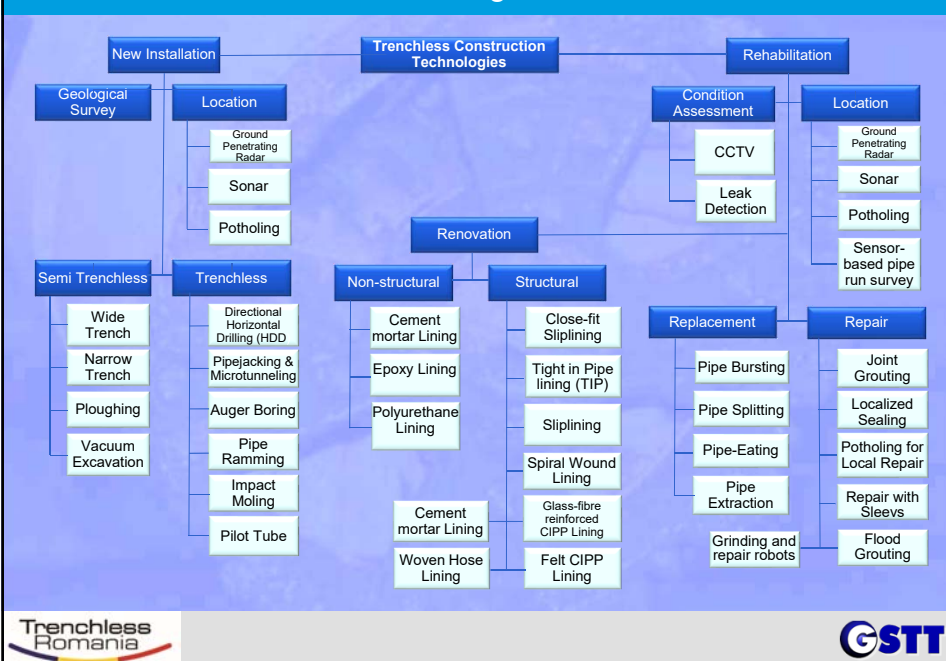 Trenchless Construction
Technologies
New Installation
Rehabilitation
Geological
Survey
Location
Ground
Penetrating
Radar
Sonar
Potholing
Condition
Assessment
CCTV
Leak
Detection
Location
Ground
Penetrating
Radar
Sonar
Potholing
Sensor-
based pipe
run survey
Renovation
Semi Trenchless
Wide
Trench
Narrow
Trench
Ploughing
Vacuum
Excavation
Trenchless
Directional
Horizontal
Drilling (HDD
Pipejacking &
Microtunneling
Auger Boring
Pipe
Ramming
Impact
Moling
Pilot Tube
Non-structural
Cement
mortar Lining
Epoxy Lining
Polyurethane
Lining
Structural
Close-fit
Sliplining
Tight in Pipe
lining (TIP)
Sliplining
Spiral Wound
Lining
Cement
mortar Lining
Glass-fibre
reinforced
CIPP Lining
Woven Hose
Lining
Felt CIPP
Lining
Replacement
Pipe Bursting
Pipe Splitting
Pipe-Eating
Pipe
Extraction
Repair
Joint
Grouting
Localized
Sealing
Potholing for
Local Repair
Repair with
Sleevs
Grinding and
repair robots
Flood
Grouting
Trenchless
Romania
GSTT